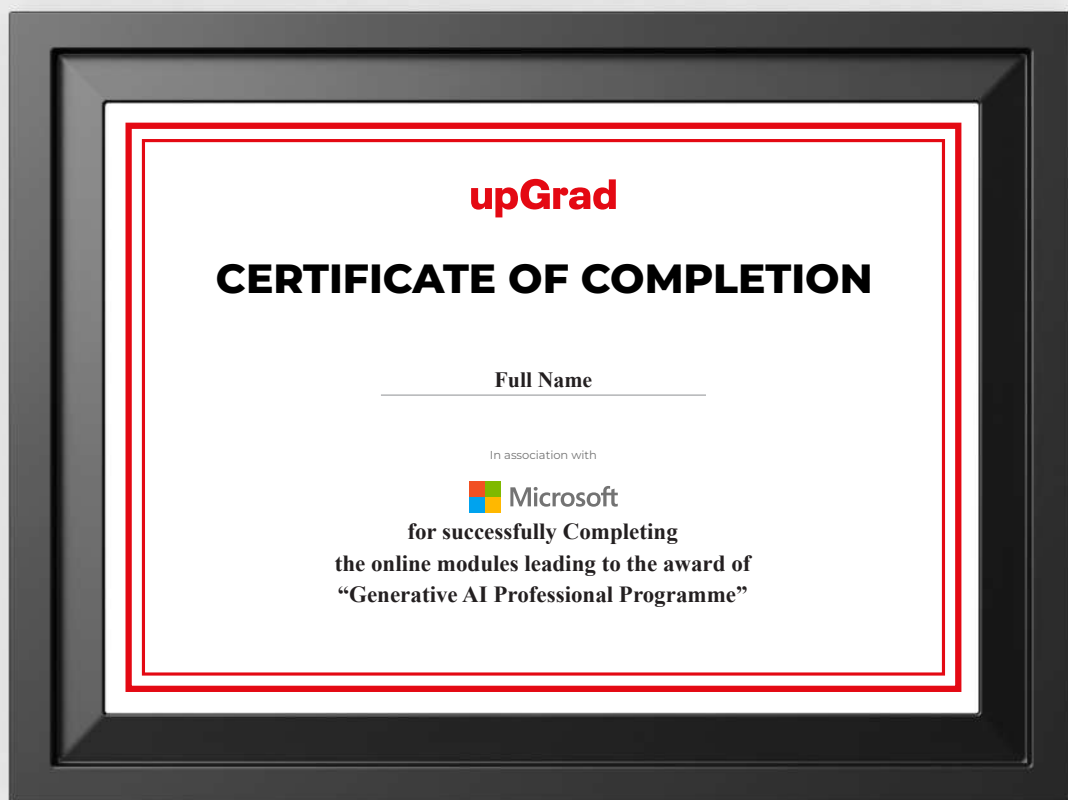 upGrad
CERTIFICATE OF COMPLETION
Full Name
In association with
Microsoft
for successfully Completing
the online modules leading to the award of
“Generative AI Professional Programme”